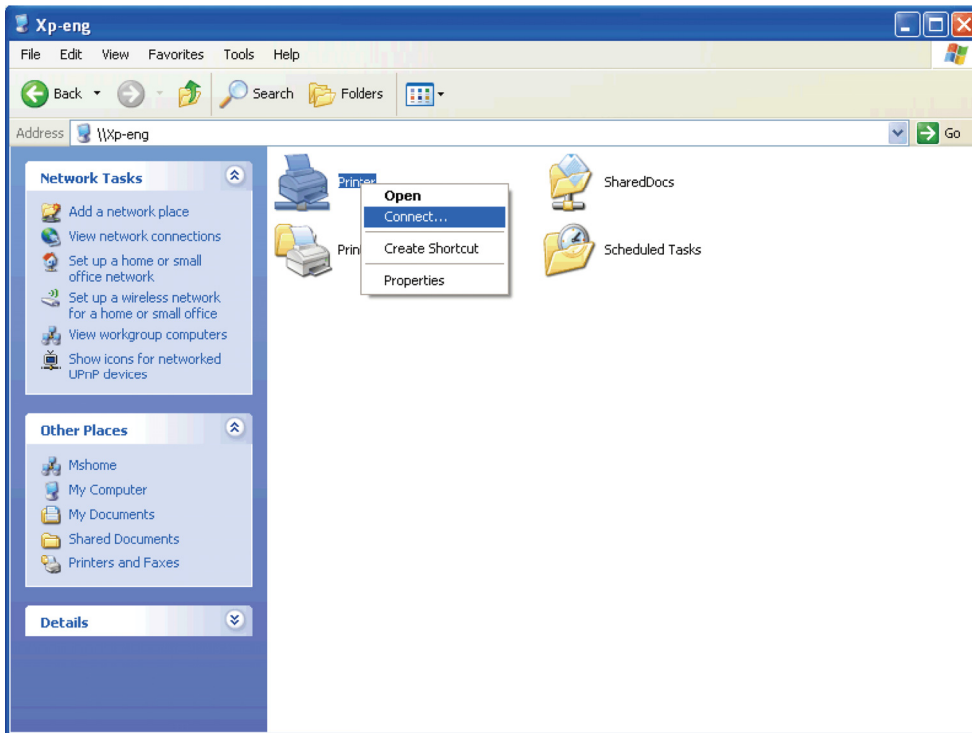 Xp-eng
File Edit View Favorites Tools Help
Back Search Folders
Address \\Xp-eng Go
Network Tasks
Add a network place
View network connections
Set up a home or small
office network
Set up a wireless network
for a home or small office
View workgroup computers
Show icons for networked
UPnP devices
Other Places
Mshome
My Computer
My Documents
Shared Documents
Printers and Faxes
Details
Printer
Open
Connect...
Create Shortcut
Properties
SharedDocs
Scheduled Tasks